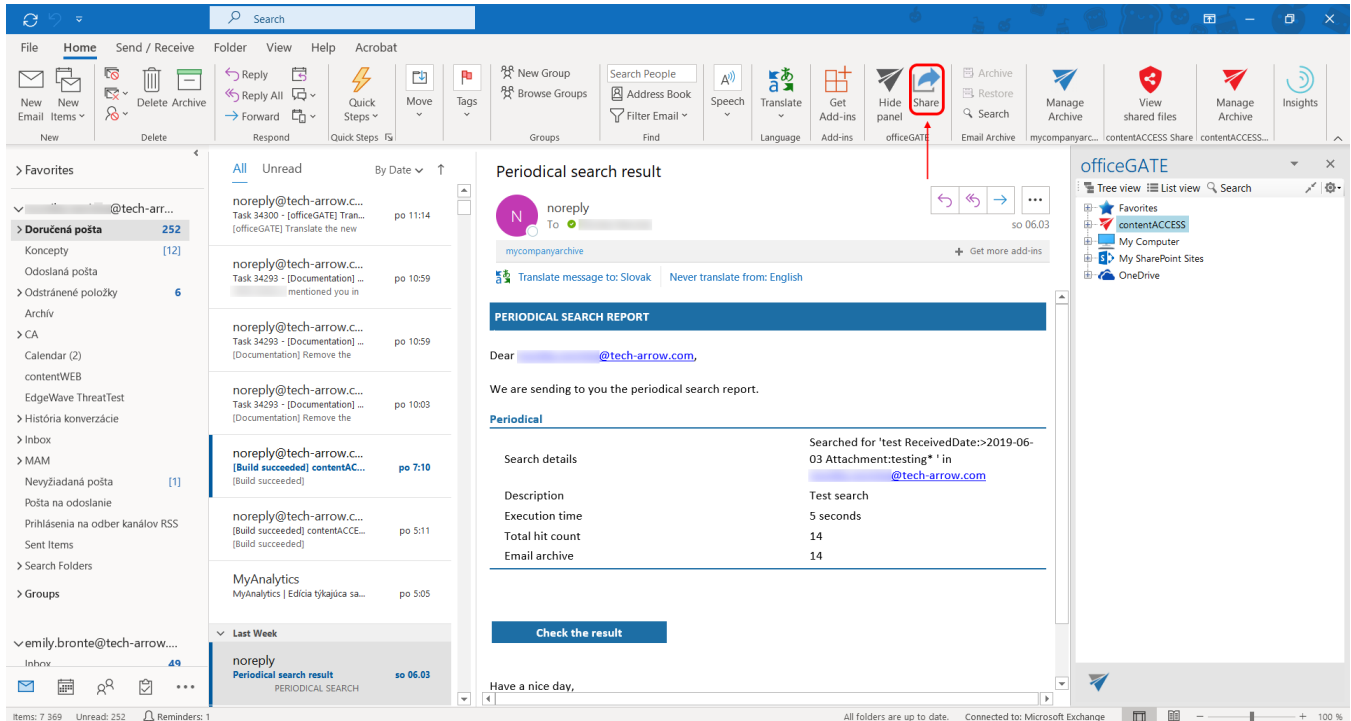 Search
File Home Send / Receive Folder View Help Acrobat
New Email
New Items
Delete Archive
Reply
Reply All
Forward
Quick Steps
Move
Tags
New Group
Browse Groups
Search People
Address Book
Filter Email
Speech
Translate
Get Add-ins
Hide panel
Share
Archive
Restore
Search
Manage Archive
View shared files
Manage Archive
Insights
New
Delete
Respond
Quick Steps
Groups
Find
Language
Add-ins
officeGATE
Email Archive
mycompanyarc...
contentACCESS Share
contentACCESS...
Favorites
@tech-arr...
Doručená pošta 252
Koncepty [12]
Odoslaná pošta
Odstránené položky 6
Archív
CA
Calendar (2)
contentWEB
EdgeWave ThreatTest
História konverzácie
Inbox
MAM
Nevyžiadaná pošta [1]
Pošta na odoslanie
Prihlásenia na odber kanálov RSS
Sent Items
Search Folders
Groups
emily.bronte@tech-arrow....
Inbox 49
All Unread By Date
noreply@tech-arrow.c...
Task 34300 - [officeGATE] Tran... po 11:14
[officeGATE] Translate the new
noreply@tech-arrow.c...
Task 34293 - [Documentation] ... po 10:59
mentioned you in
noreply@tech-arrow.c...
Task 34293 - [Documentation] ... po 10:59
[Documentation] Remove the
noreply@tech-arrow.c...
Task 34293 - [Documentation] ... po 10:03
[Documentation] Remove the
noreply@tech-arrow.c...
[Build succeeded] contentAC... po 7:10
[Build succeeded]
noreply@tech-arrow.c...
[Build succeeded] contentACCE... po 5:11
[Build succeeded]
MyAnalytics
MyAnalytics | Edícia týkajúca sa... po 5:05
Last Week
noreply
Periodical search result so 06.03
PERIODICAL SEARCH
Periodical search result
N
noreply
To
so 06.03
mycompanyarchive
Get more add-ins
Translate message to: Slovak Never translate from: English
PERIODICAL SEARCH REPORT
Dear @tech-arrow.com,
We are sending to you the periodical search report.
Periodical
Search details
Searched for 'test ReceivedDate:>2019-06-
03 Attachment:testing* ' in
@tech-arrow.com
Description Test search
Execution time 5 seconds
Total hit count 14
Email archive 14
Check the result
Have a nice day,
officeGATE
Tree view List view Search
Favorites
contentACCESS
My Computer
My SharePoint Sites
OneDrive
Items: 7 369 Unread: 252 Reminders: 1
All folders are up to date. Connected to: Microsoft Exchange
100 %